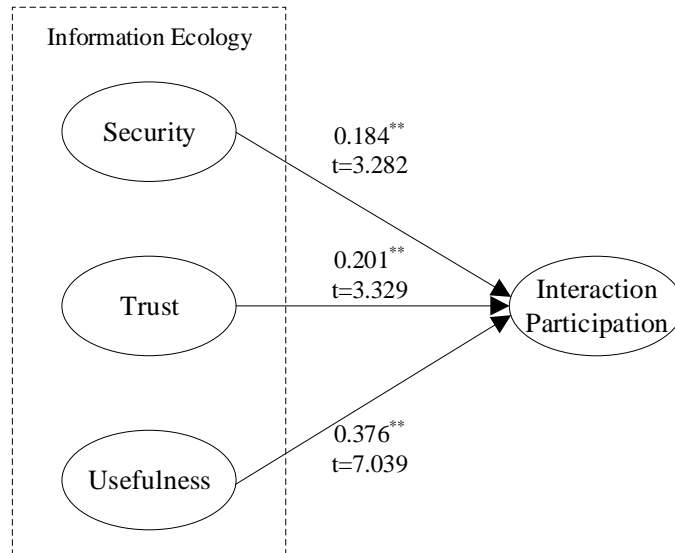 Information Ecology
Security
0.184**
t=3.282
Trust
0.201**
t=3.329
Interaction
Participation
Usefulness
0.376**
t=7.039